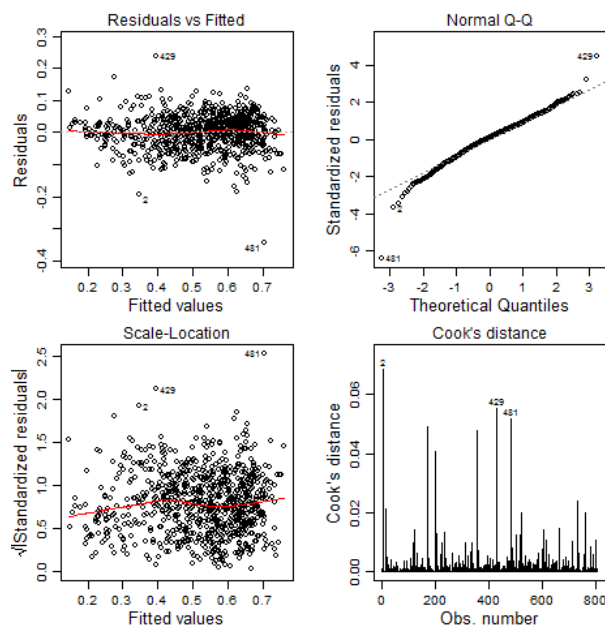 Residuals vs Fitted
Residuals
-0.4 -0.2 0.0 0.1 0.2 0.3
429
2
481
0.2 0.3 0.4 0.5 0.6 0.7
Fitted values
Normal Q-Q
Standardized residuals
-6 -4 -2 0 2 4
429
2
481
-3 -2 -1 0 1 2 3
Theoretical Quantiles
Scale-Location
√|Standardized residuals|
0.0 0.5 1.0 1.5 2.0 2.5
481
429
2
0.2 0.3 0.4 0.5 0.6 0.7
Fitted values
Cook's distance
Cook's distance
0.00 0.02 0.04 0.06
2
429
481
0 200 400 600 800
Obs. number